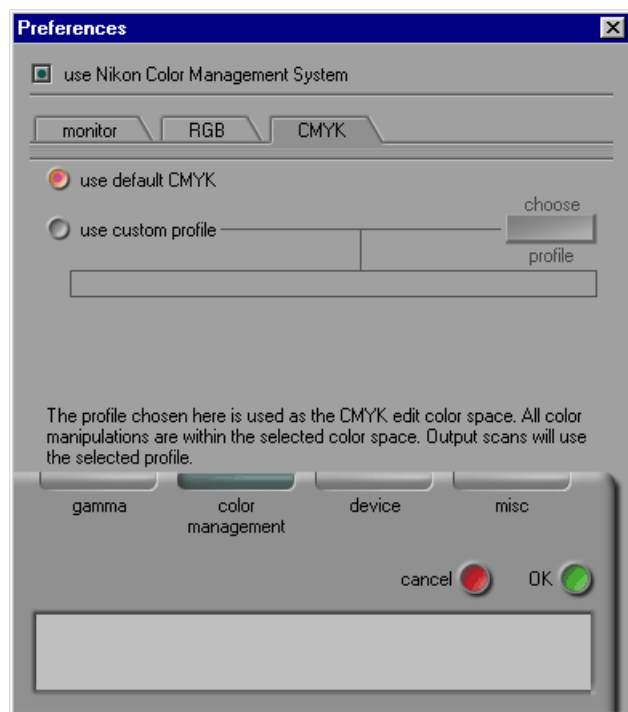 Preferences
use Nikon Color Management System
monitor RGB CMYK
use default CMYK
choose
use custom profile
profile
The profile chosen here is used as the CMYK edit color space. All color
manipulations are within the selected color space. Output scans will use
the selected profile.
gamma color management device misc
cancel OK